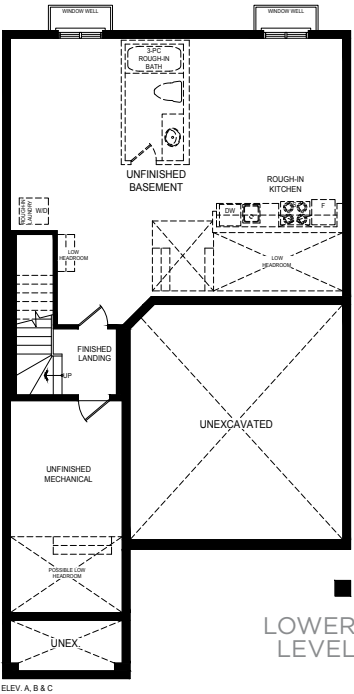 WINDOW WELL
WINDOW WELL
3-PC
ROUGH-IN
BATH
UNFINISHED
BASEMENT
ROUGH-IN
KITCHEN
ROUGH-IN
LAUNDRY
W/D
DW
F
LOW
HEADROOM
LOW
HEADROOM
FINISHED
LANDING
UP
UNEXCAVATED
UNFINISHED
MECHANICAL
POSSIBLE LOW
HEADROOM
UNEX.
LOWER
LEVEL
ELEV. A, B & C